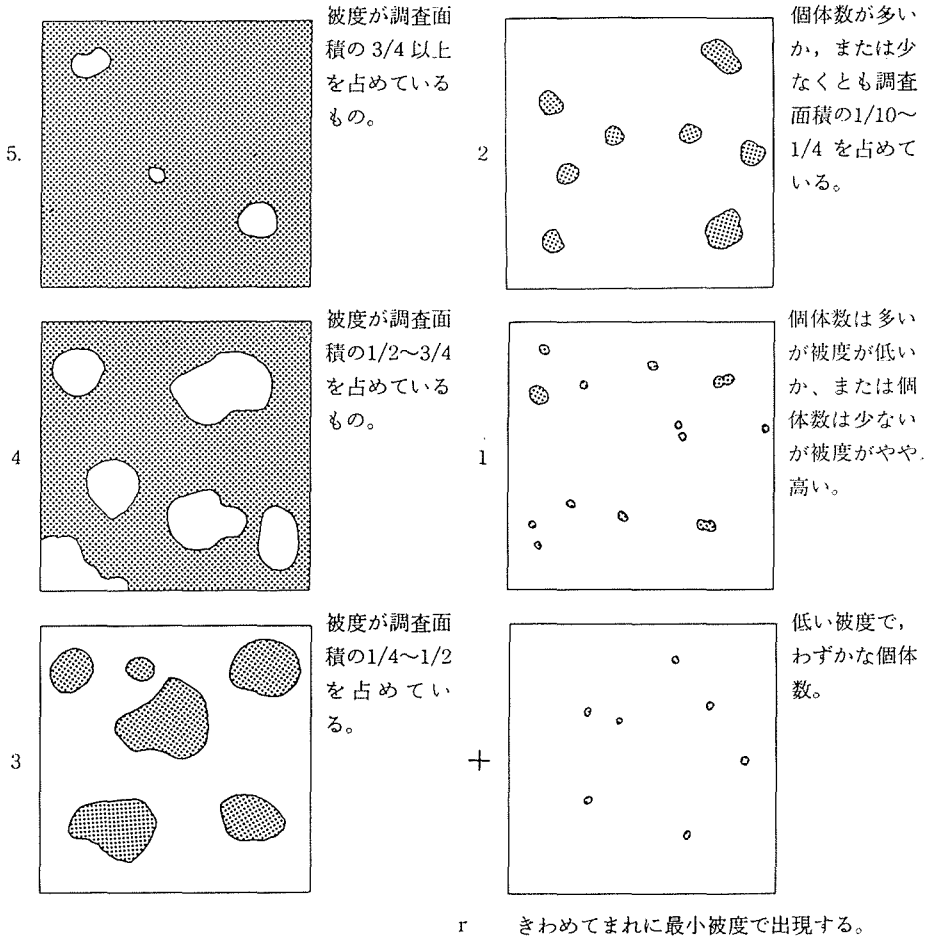 5.
被度が調査面
積の 3/4 以上
を占めている
もの。
4
被度が調査面
積の1/2〜3/4
を占めている
もの。
3
被度が調査面
積の1/4〜1/2
を占めてい
る。
2
個体数が多い
か，または少
なくとも調査
面積の1/10〜
1/4 を占めて
いる。
1
個体数は多い
が被度が低い
か、または個
体数は少ない
が被度がやや
高い。
+
低い被度で，
わずかな個体
数。
r きわめてまれに最小被度で出現する。